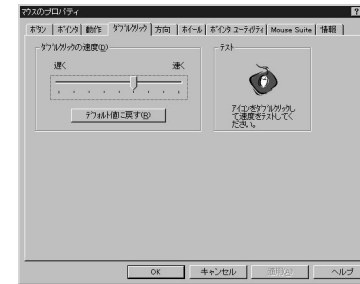 マウスのプロパティ
ボタン ポインタ 動作 ダブルクリック 方向 ホイール ポインタ ユーティリティ Mouse Suite 情報
ダブルクリックの速度(D)
遅く 速く
デフォルト値に戻す(R)
テスト
アイコンをダブルクリックし
て速度をテストしてく
ださい。
OK キャンセル 適用(A) ヘルプ